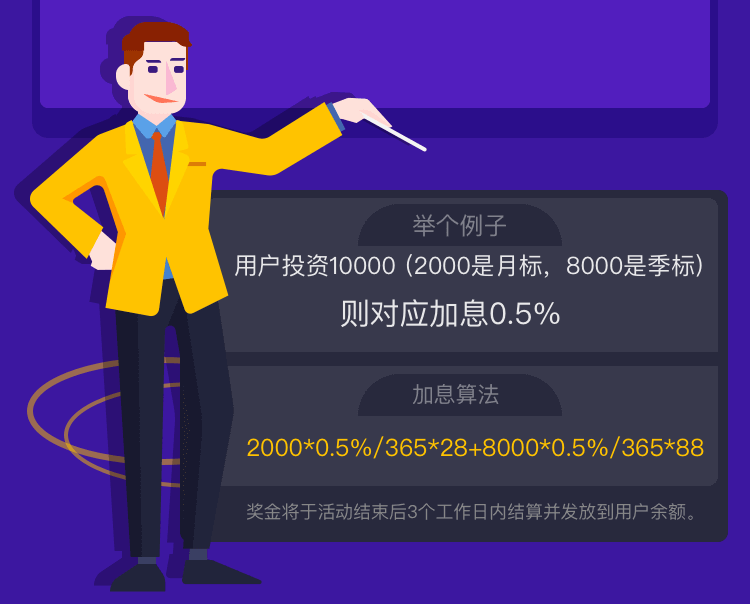 举个例子
用户投资10000（2000是月标，8000是季标）
则对应加息0.5%
加息算法
2000*0.5%/365*28+8000*0.5%/365*88
奖金将于活动结束后3个工作日内结算并发放到用户余额。